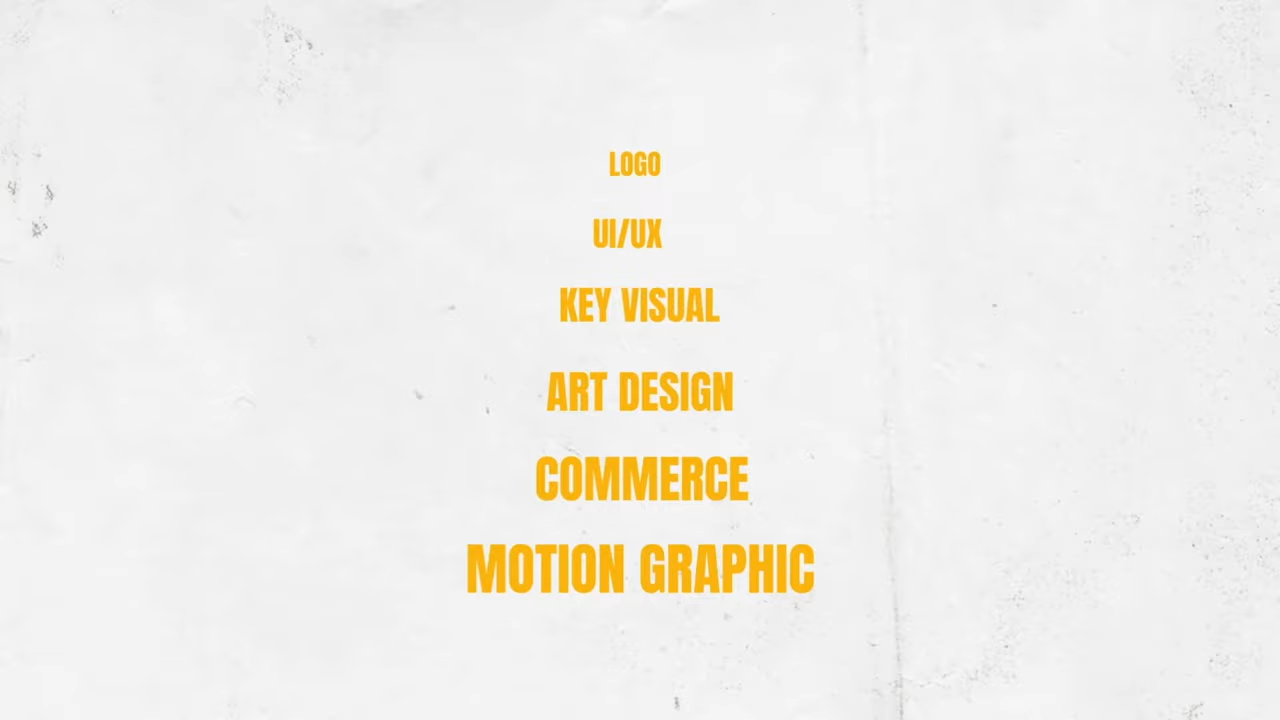 LOGO
UI/UX
KEY VISUAL
ART DESIGN
COMMERCE
MOTION GRAPHIC